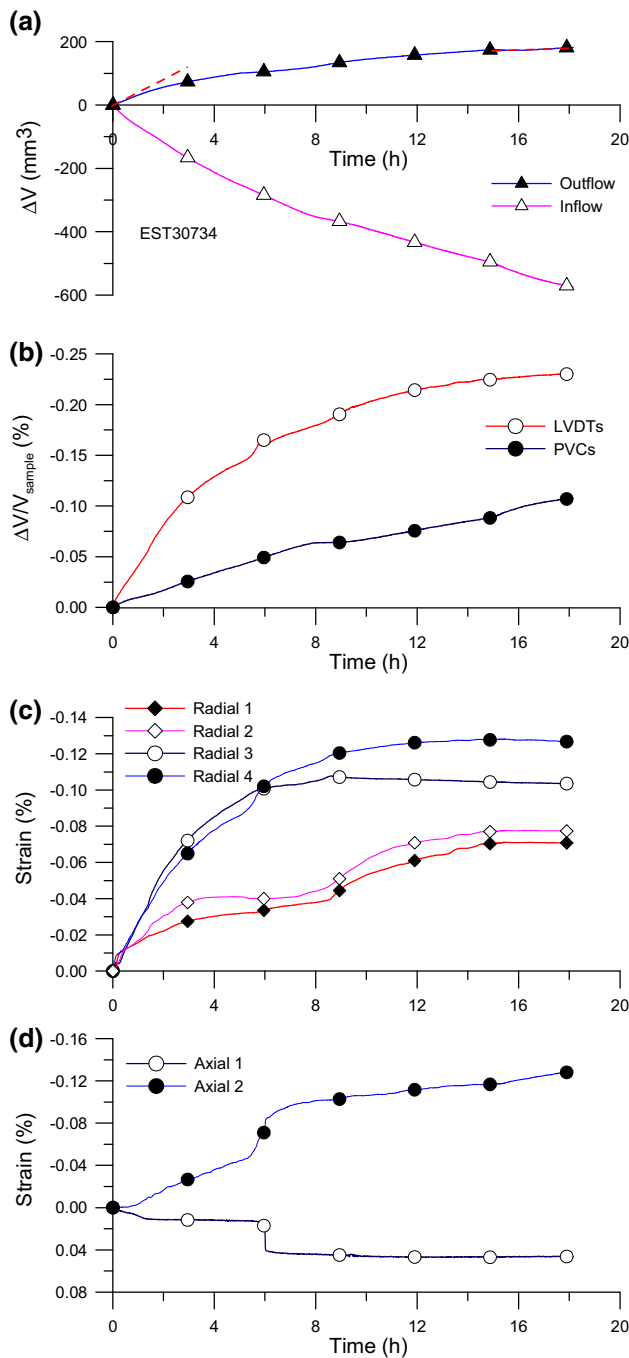 (a)
200
0
-200
-400
-600
ΔV (mm3)
0 4 8 12 16 20
Time (h)
EST30734
Outflow
Inflow
(b)
-0.25
-0.20
-0.15
-0.10
-0.05
0.00
ΔV/Vsample (%)
LVDTs
PVCs
0 4 8 12 16 20
Time (h)
(c)
Radial 1
Radial 2
Radial 3
Radial 4
-0.14
-0.12
-0.10
-0.08
-0.06
-0.04
-0.02
0.00
Strain (%)
0 4 8 12 16 20
(d)
Axial 1
Axial 2
-0.16
-0.12
-0.08
-0.04
0.00
0.04
0.08
Strain (%)
0 4 8 12 16 20
Time (h)